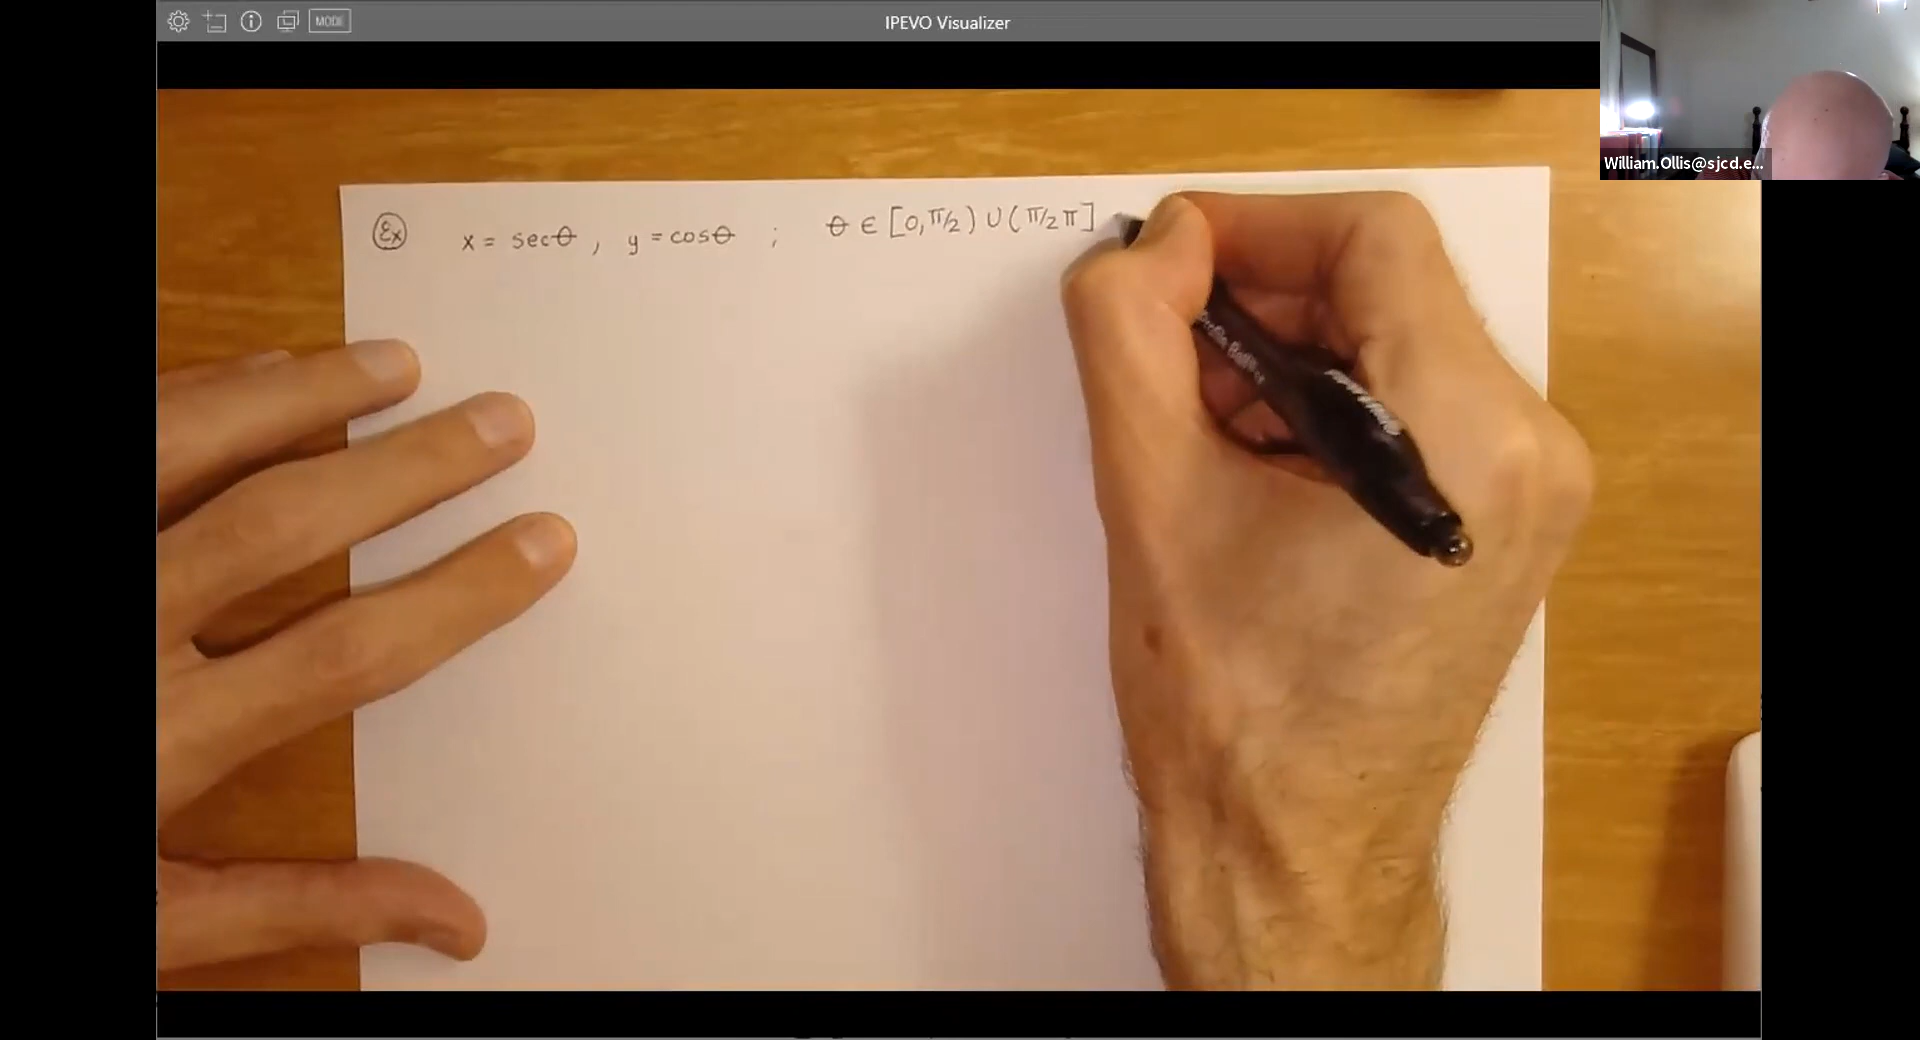 MODE
IPEVO Visualizer
William.Ollis@sjcd.e...
Ex x = secθ , y = cosθ ; θ ∈ [0, π/2) ∪ (π/2 π]